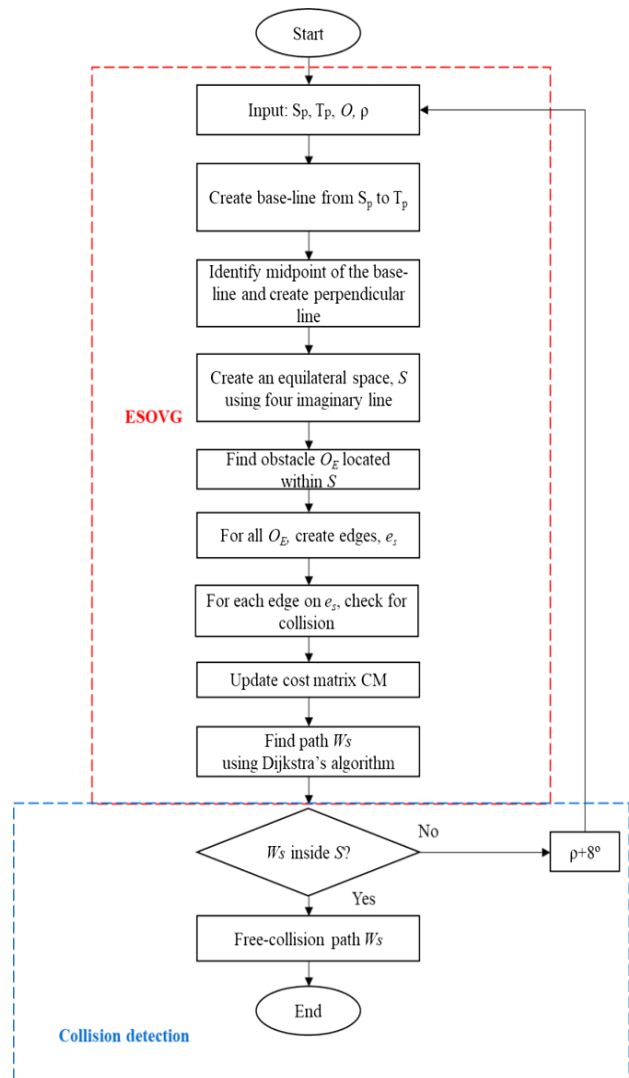 Start
Input: Sp, Tp, O, ρ
Create base-line from Sp to Tp
Identify midpoint of the base-
line and create perpendicular
line
Create an equilateral space, S
using four imaginary line
ESOVG
Find obstacle OE located
within S
For all OE, create edges, es
For each edge on es, check for
collision
Update cost matrix CM
Find path Ws
using Dijkstra's algorithm
Ws inside S?
No
ρ+8º
Yes
Free-collision path Ws
End
Collision detection